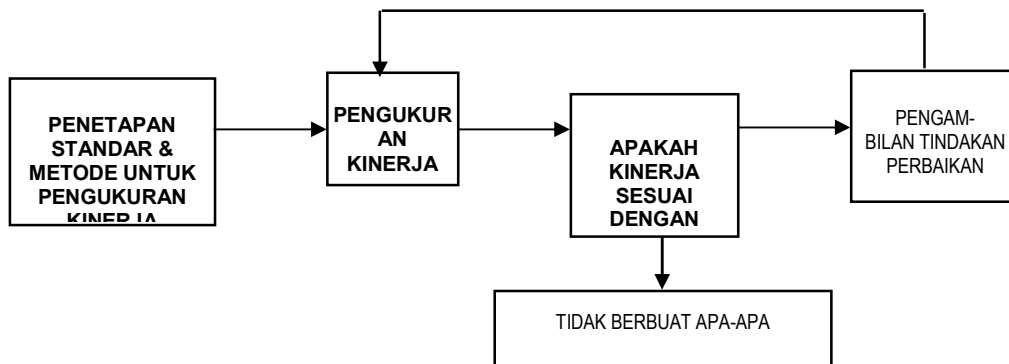 PENETAPAN
STANDAR &
METODE UNTUK
PENGUKURAN
KINERJA
PENGUKUR
AN
KINERJA
APAKAH
KINERJA
SESUAI
DENGAN
PENGAM-
BILAN TINDAKAN
PERBAIKAN
TIDAK BERBUAT APA-APA